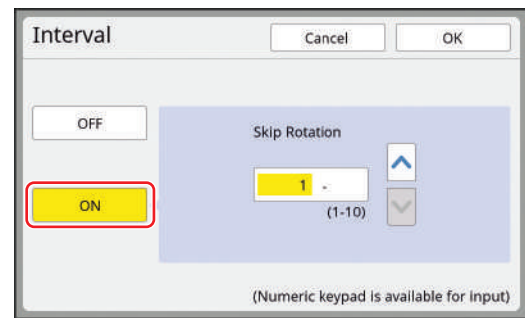 Interval
Cancel
OK
OFF
Skip Rotation
1 -
ON
(1-10)
(Numeric keypad is available for input)